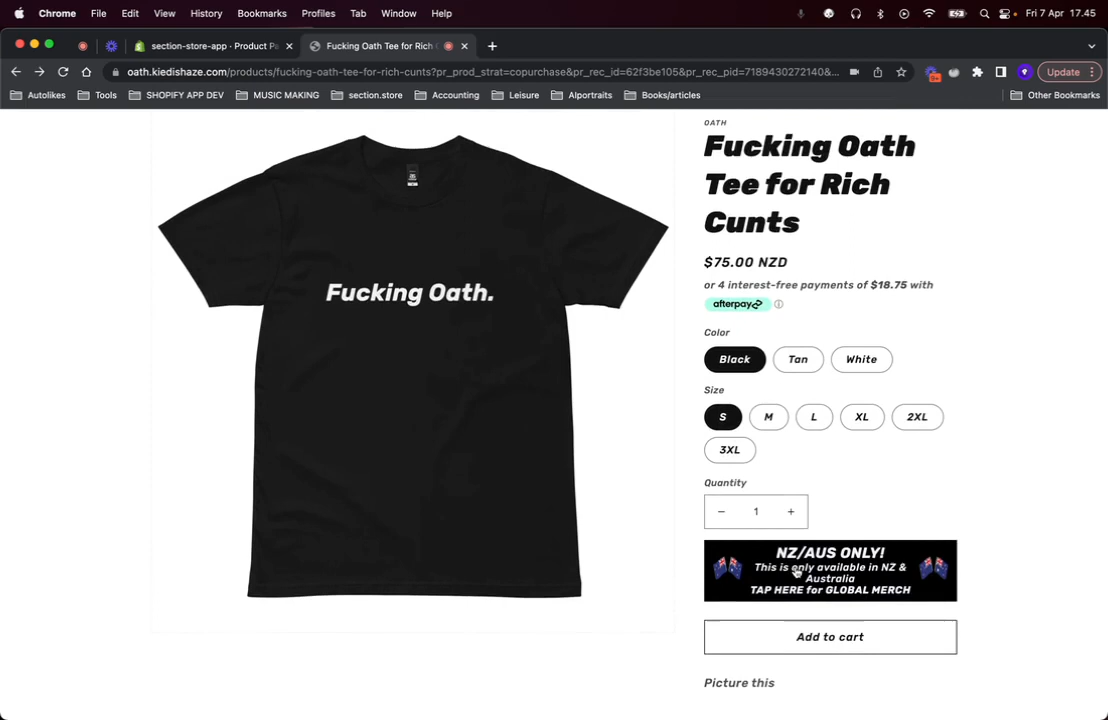 Chrome File Edit View History Bookmarks Profiles Tab Window Help Fri 7 Apr 17.45
section-store-app · Product Pa Fucking Oath Tee for Rich C
oath.kiedishaze.com/products/fucking-oath-tee-for-rich-cunts?pr_prod_strat=copurchase&pr_rec_id=62f3be105&pr_rec_pid=7189430272140&... Update
Autolikes Tools SHOPIFY APP DEV MUSIC MAKING section.store Accounting Leisure AIportraits Books/articles Other Bookmarks
OATH
Fucking Oath
Tee for Rich
Cunts
$75.00 NZD
or 4 interest-free payments of $18.75 with
afterpay
Fucking Oath.
Color
Black Tan White
Size
S M L XL 2XL
3XL
Quantity
− 1 +
NZ/AUS ONLY!
This is only available in NZ &
Australia
TAP HERE for GLOBAL MERCH
Add to cart
Picture this